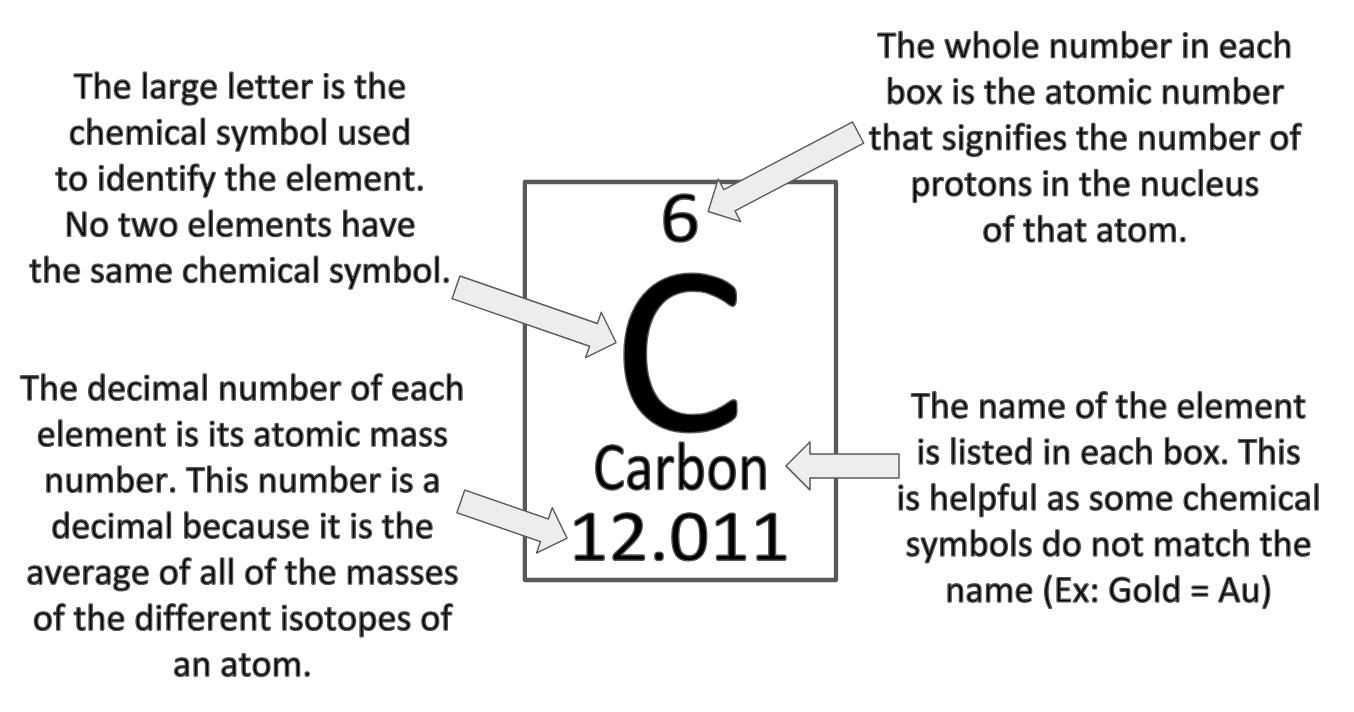 The large letter is the
chemical symbol used
to identify the element.
No two elements have
the same chemical symbol.
The whole number in each
box is the atomic number
that signifies the number of
protons in the nucleus
of that atom.
6
C
Carbon
12.011
The decimal number of each
element is its atomic mass
number. This number is a
decimal because it is the
average of all of the masses
of the different isotopes of
an atom.
The name of the element
is listed in each box. This
is helpful as some chemical
symbols do not match the
name (Ex: Gold = Au)